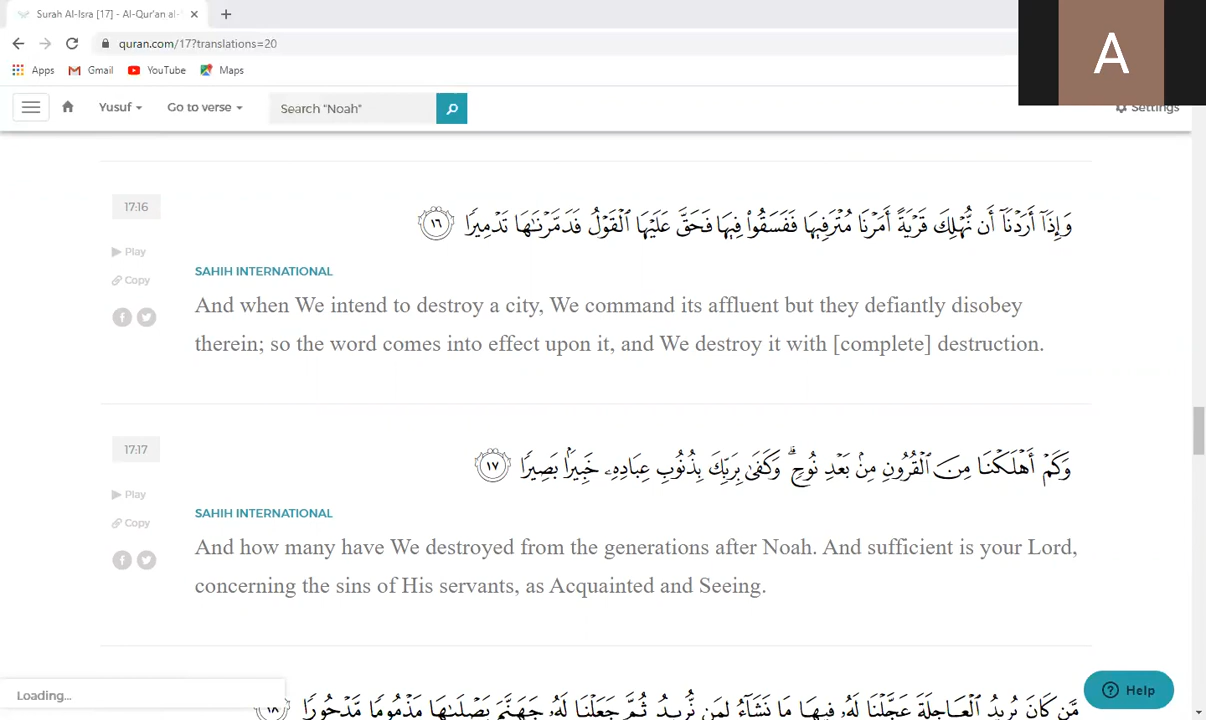 Surah Al-Isra [17] - Al-Qur'an al-
quran.com/17?translations=20
A
Apps Gmail YouTube Maps
Yusuf Go to verse Search "Noah" Settings
17:16
وَإِذَآ أَرَدْنَآ أَن نُّهْلِكَ قَرْيَةً أَمَرْنَا مُتْرَفِيهَا فَفَسَقُوا۟ فِيهَا فَحَقَّ عَلَيْهَا ٱلْقَوْلُ فَدَمَّرْنَـٰهَا تَدْمِيرًا ١٦
Play
Copy
SAHIH INTERNATIONAL
And when We intend to destroy a city, We command its affluent but they defiantly disobey
therein; so the word comes into effect upon it, and We destroy it with [complete] destruction.
17:17
وَكَمْ أَهْلَكْنَا مِنَ ٱلْقُرُونِ مِنۢ بَعْدِ نُوحٍ ۗ وَكَفَىٰ بِرَبِّكَ بِذُنُوبِ عِبَادِهِۦ خَبِيرًۢا بَصِيرًا ١٧
Play
Copy
SAHIH INTERNATIONAL
And how many have We destroyed from the generations after Noah. And sufficient is your Lord,
concerning the sins of His servants, as Acquainted and Seeing.
Loading...
Help
مَّن كَانَ يُرِيدُ ٱلْعَاجِلَةَ عَجَّلْنَا لَهُۥ فِيهَا مَا نَشَآءُ لِمَن نُّرِيدُ ثُمَّ جَعَلْنَا لَهُۥ جَهَنَّمَ يَصْلَىٰهَا مَذْمُومًا مَّدْحُورًا ١٨